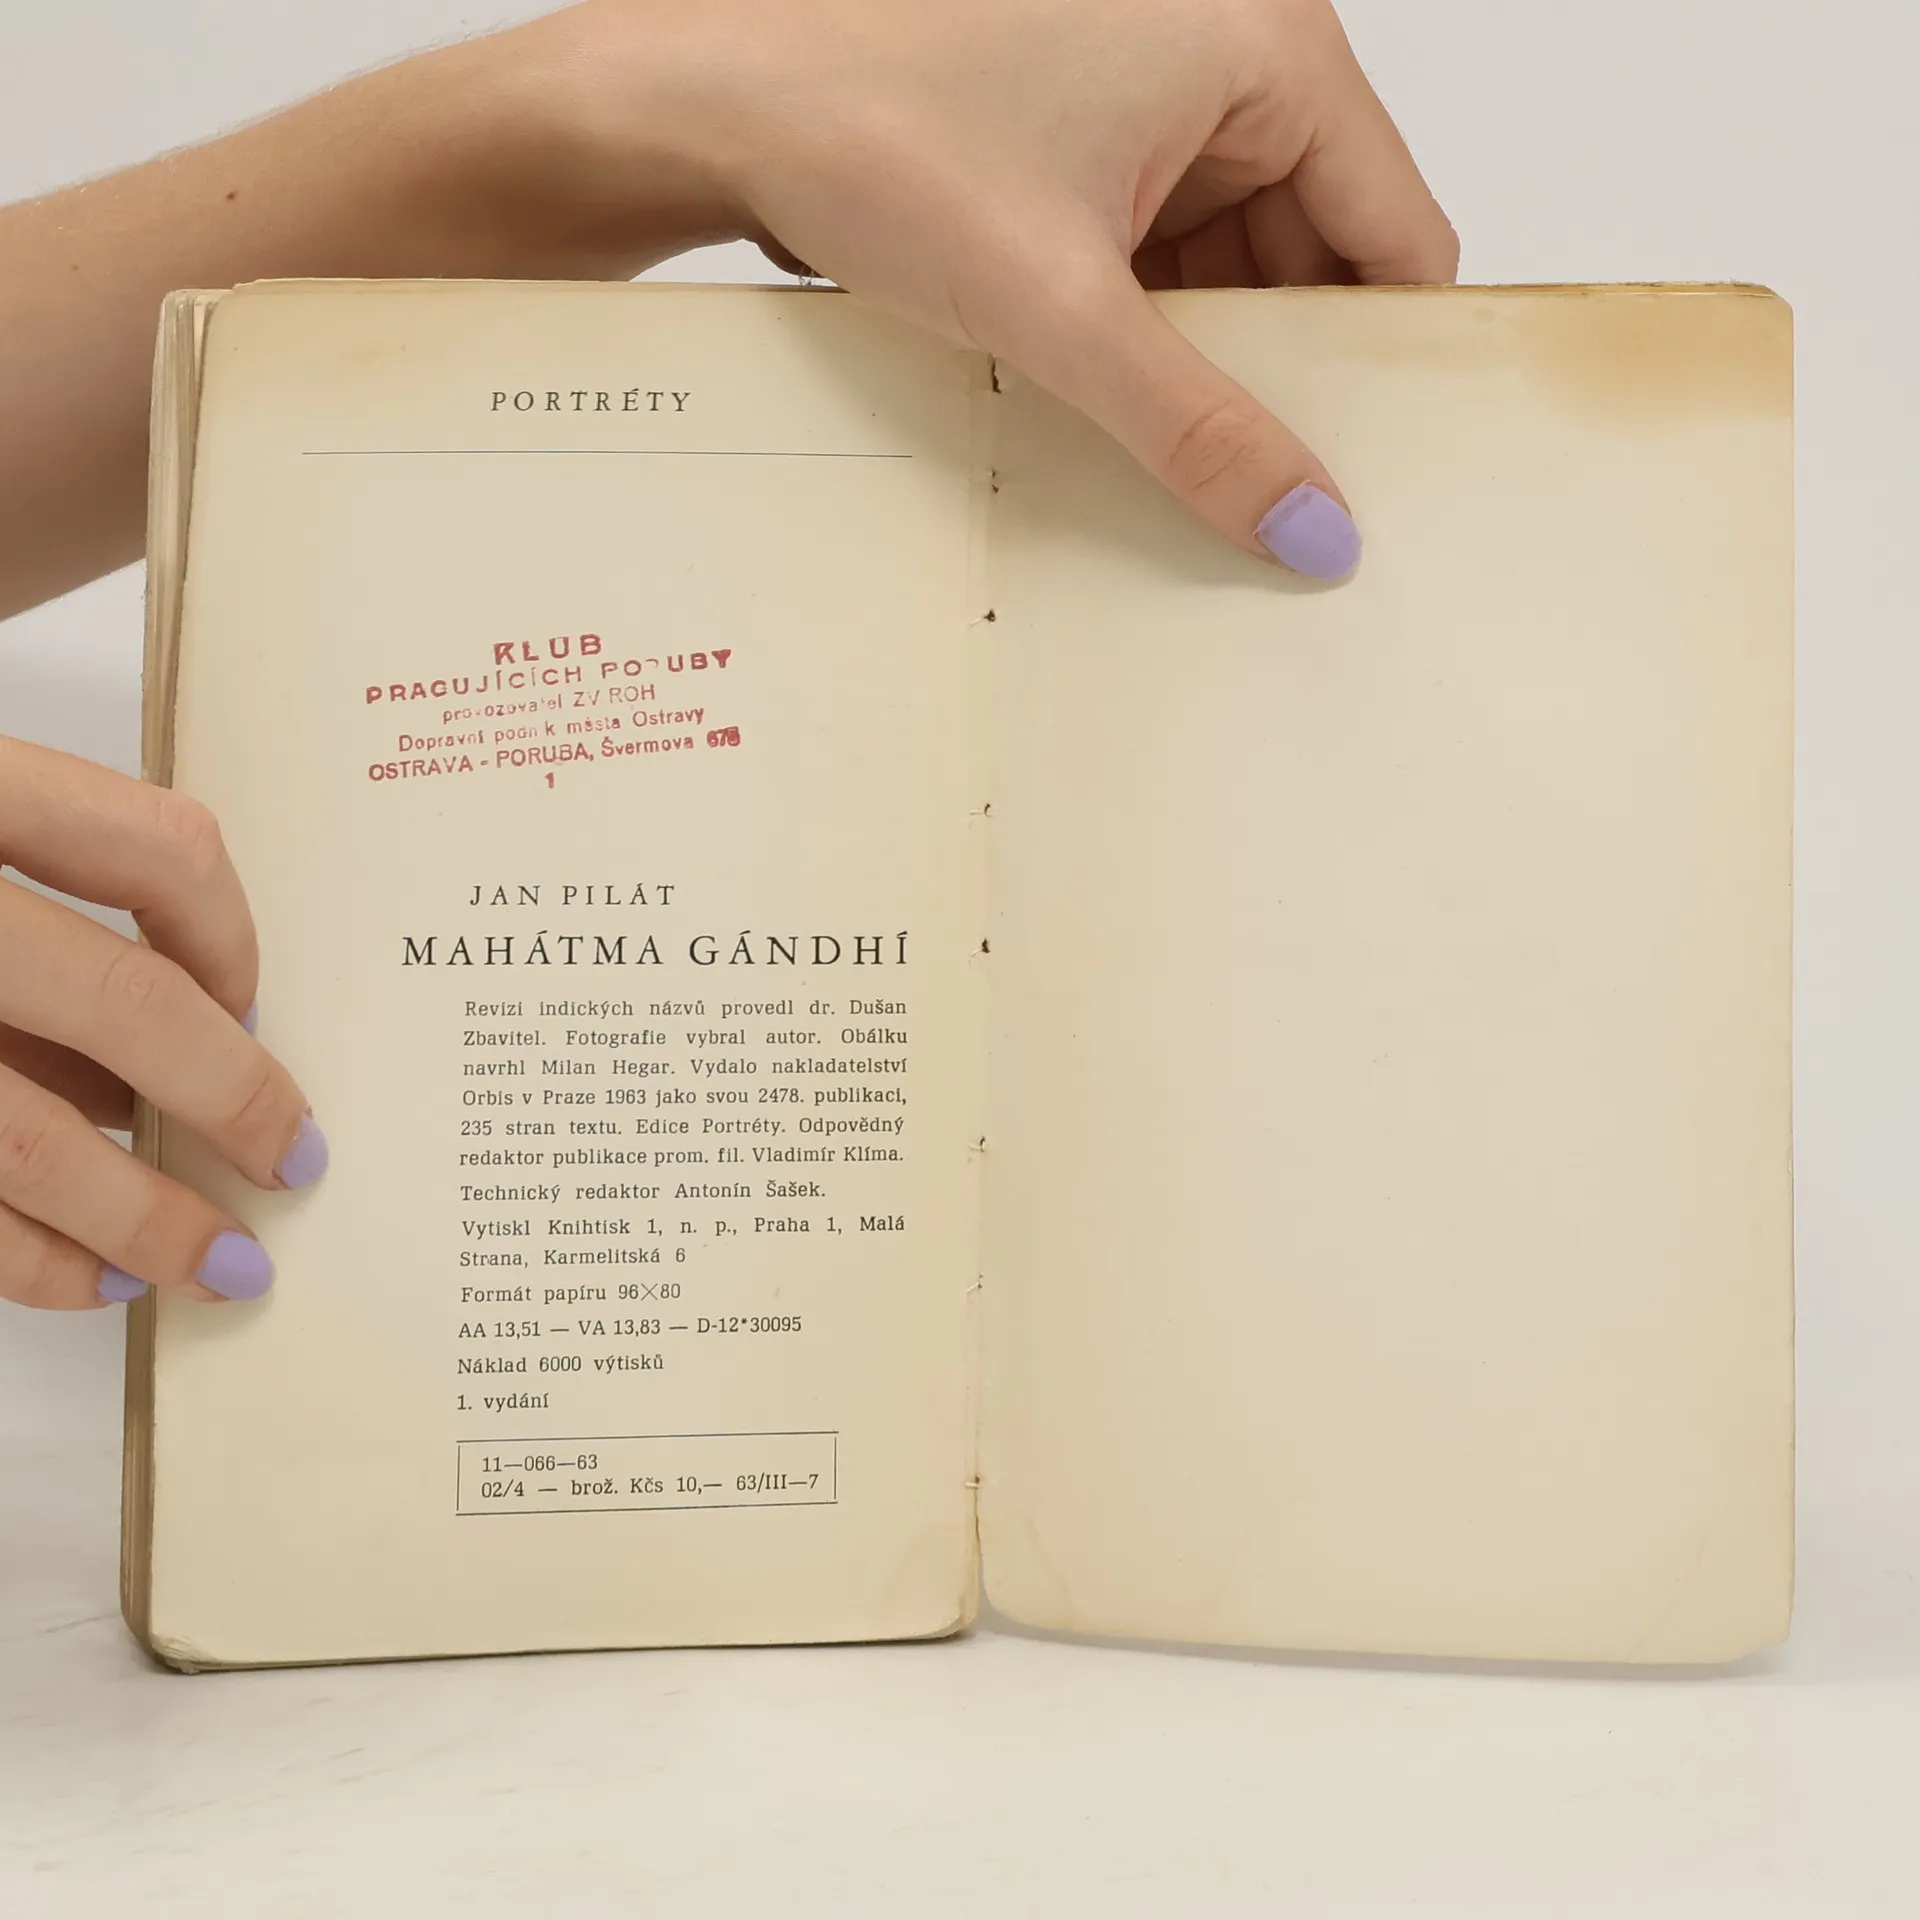 PORTRÉTY
KLUB
PRACUJÍCÍCH PORUBY
provozovatel ZV ROH
Dopravní podnik města Ostravy
OSTRAVA - PORUBA, Švermova
1
JAN PILÁT
MAHÁTMA GÁNDHÍ
Revizi indických názvů provedl dr. Dušan
Zbavitel. Fotografie vybral autor. Obálku
navrhl Milan Hegar. Vydalo nakladatelství
Orbis v Praze 1963 jako svou 2478. publikaci,
235 stran textu. Edice Portréty. Odpovědný
redaktor publikace prom. fil. Vladimír Klíma.
Technický redaktor Antonín Šašek.
Vytiskl Knihtisk 1, n. p., Praha 1, Malá
Strana, Karmelitská 6
Formát papíru 96×80
AA 13,51 — VA 13,83 — D-12*30095
Náklad 6000 výtisků
1. vydání
11—066—63
02/4 — brož. Kčs 10,— 63/III—7